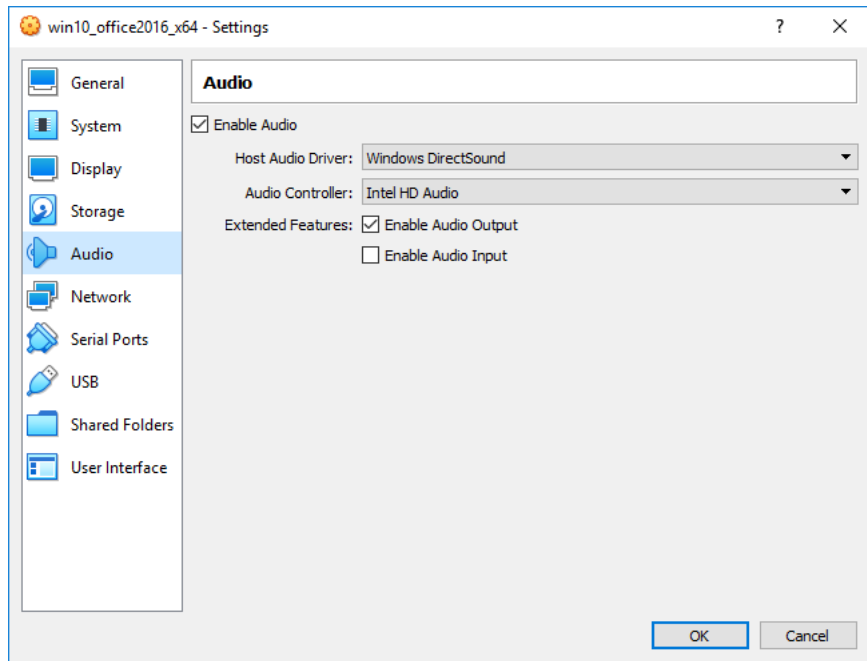 win10_office2016_x64 - Settings
?
General
System
Display
Storage
Audio
Network
Serial Ports
USB
Shared Folders
User Interface
Audio
Enable Audio
Host Audio Driver: Windows DirectSound
Audio Controller: Intel HD Audio
Extended Features: Enable Audio Output
Enable Audio Input
OK
Cancel